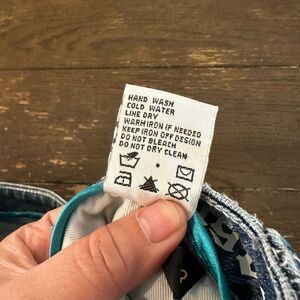 HAND WASH
COLD WATER
LINE DRY
WARM IRON IF NEEDED
KEEP IRON OFF DESIGN
DO NOT BLEACH
DO NOT DRY CLEAN